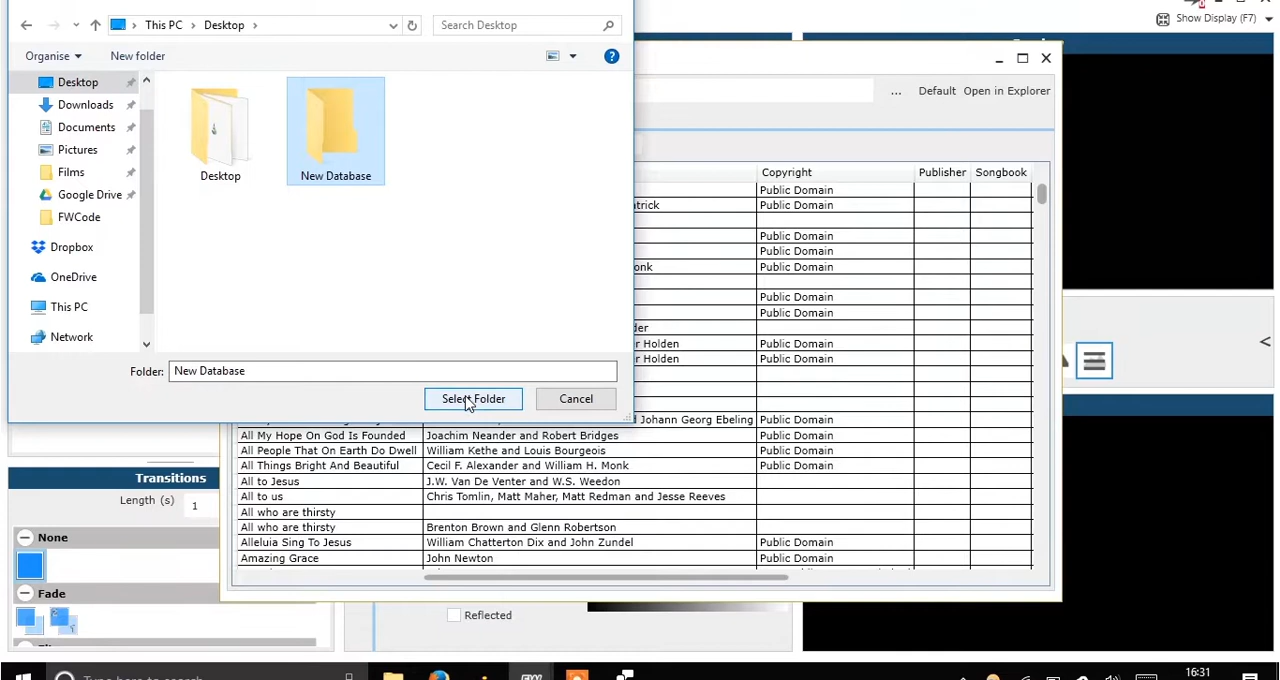 This PC
Desktop
Search Desktop
Show Display (F7)
Organise
New folder
Desktop
Downloads
Documents
Pictures
Films
Google Drive
FWCode
Dropbox
OneDrive
This PC
Network
Desktop
New Database
Folder:
New Database
Select Folder
Cancel
...
Default
Open in Explorer
Copyright
Publisher
Songbook
Public Domain
atrick Public Domain
Public Domain
Public Domain
onk Public Domain
Public Domain
Public Domain
der
r Holden Public Domain
r Holden Public Domain
d Johann Georg Ebeling Public Domain
All My Hope On God Is Founded Joachim Neander and Robert Bridges Public Domain
All People That On Earth Do Dwell William Kethe and Louis Bourgeois Public Domain
All Things Bright And Beautiful Cecil F. Alexander and William H. Monk Public Domain
All to Jesus J.W. Van De Venter and W.S. Weedon
All to us Chris Tomlin, Matt Maher, Matt Redman and Jesse Reeves
All who are thirsty
All who are thirsty Brenton Brown and Glenn Robertson
Alleluia Sing To Jesus William Chatterton Dix and John Zundel Public Domain
Amazing Grace John Newton Public Domain
Transitions
Length (s) 1
None
Fade
Reflected
16:31